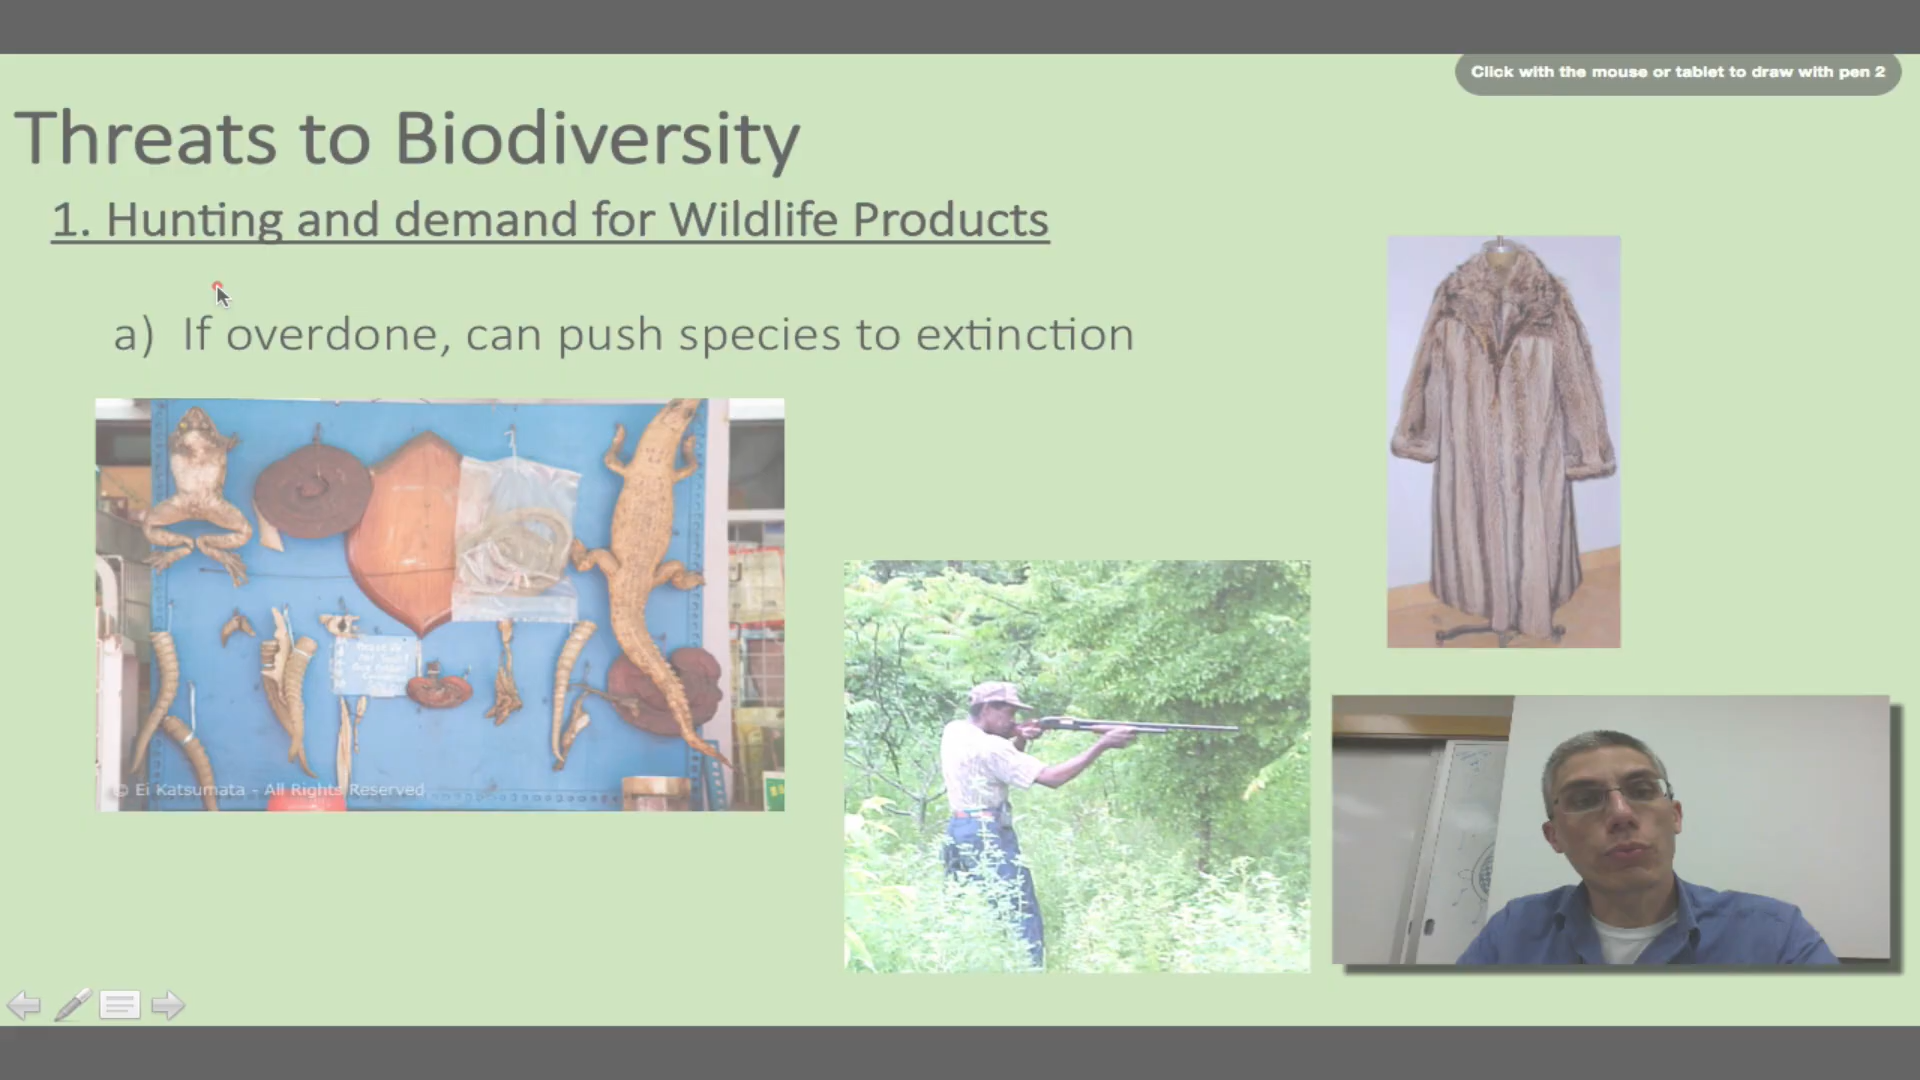 Click with the mouse or tablet to draw with pen 2
Threats to Biodiversity
1. Hunting and demand for Wildlife Products
a) If overdone, can push species to extinction
© Ei Katsumata - All Rights Reserved